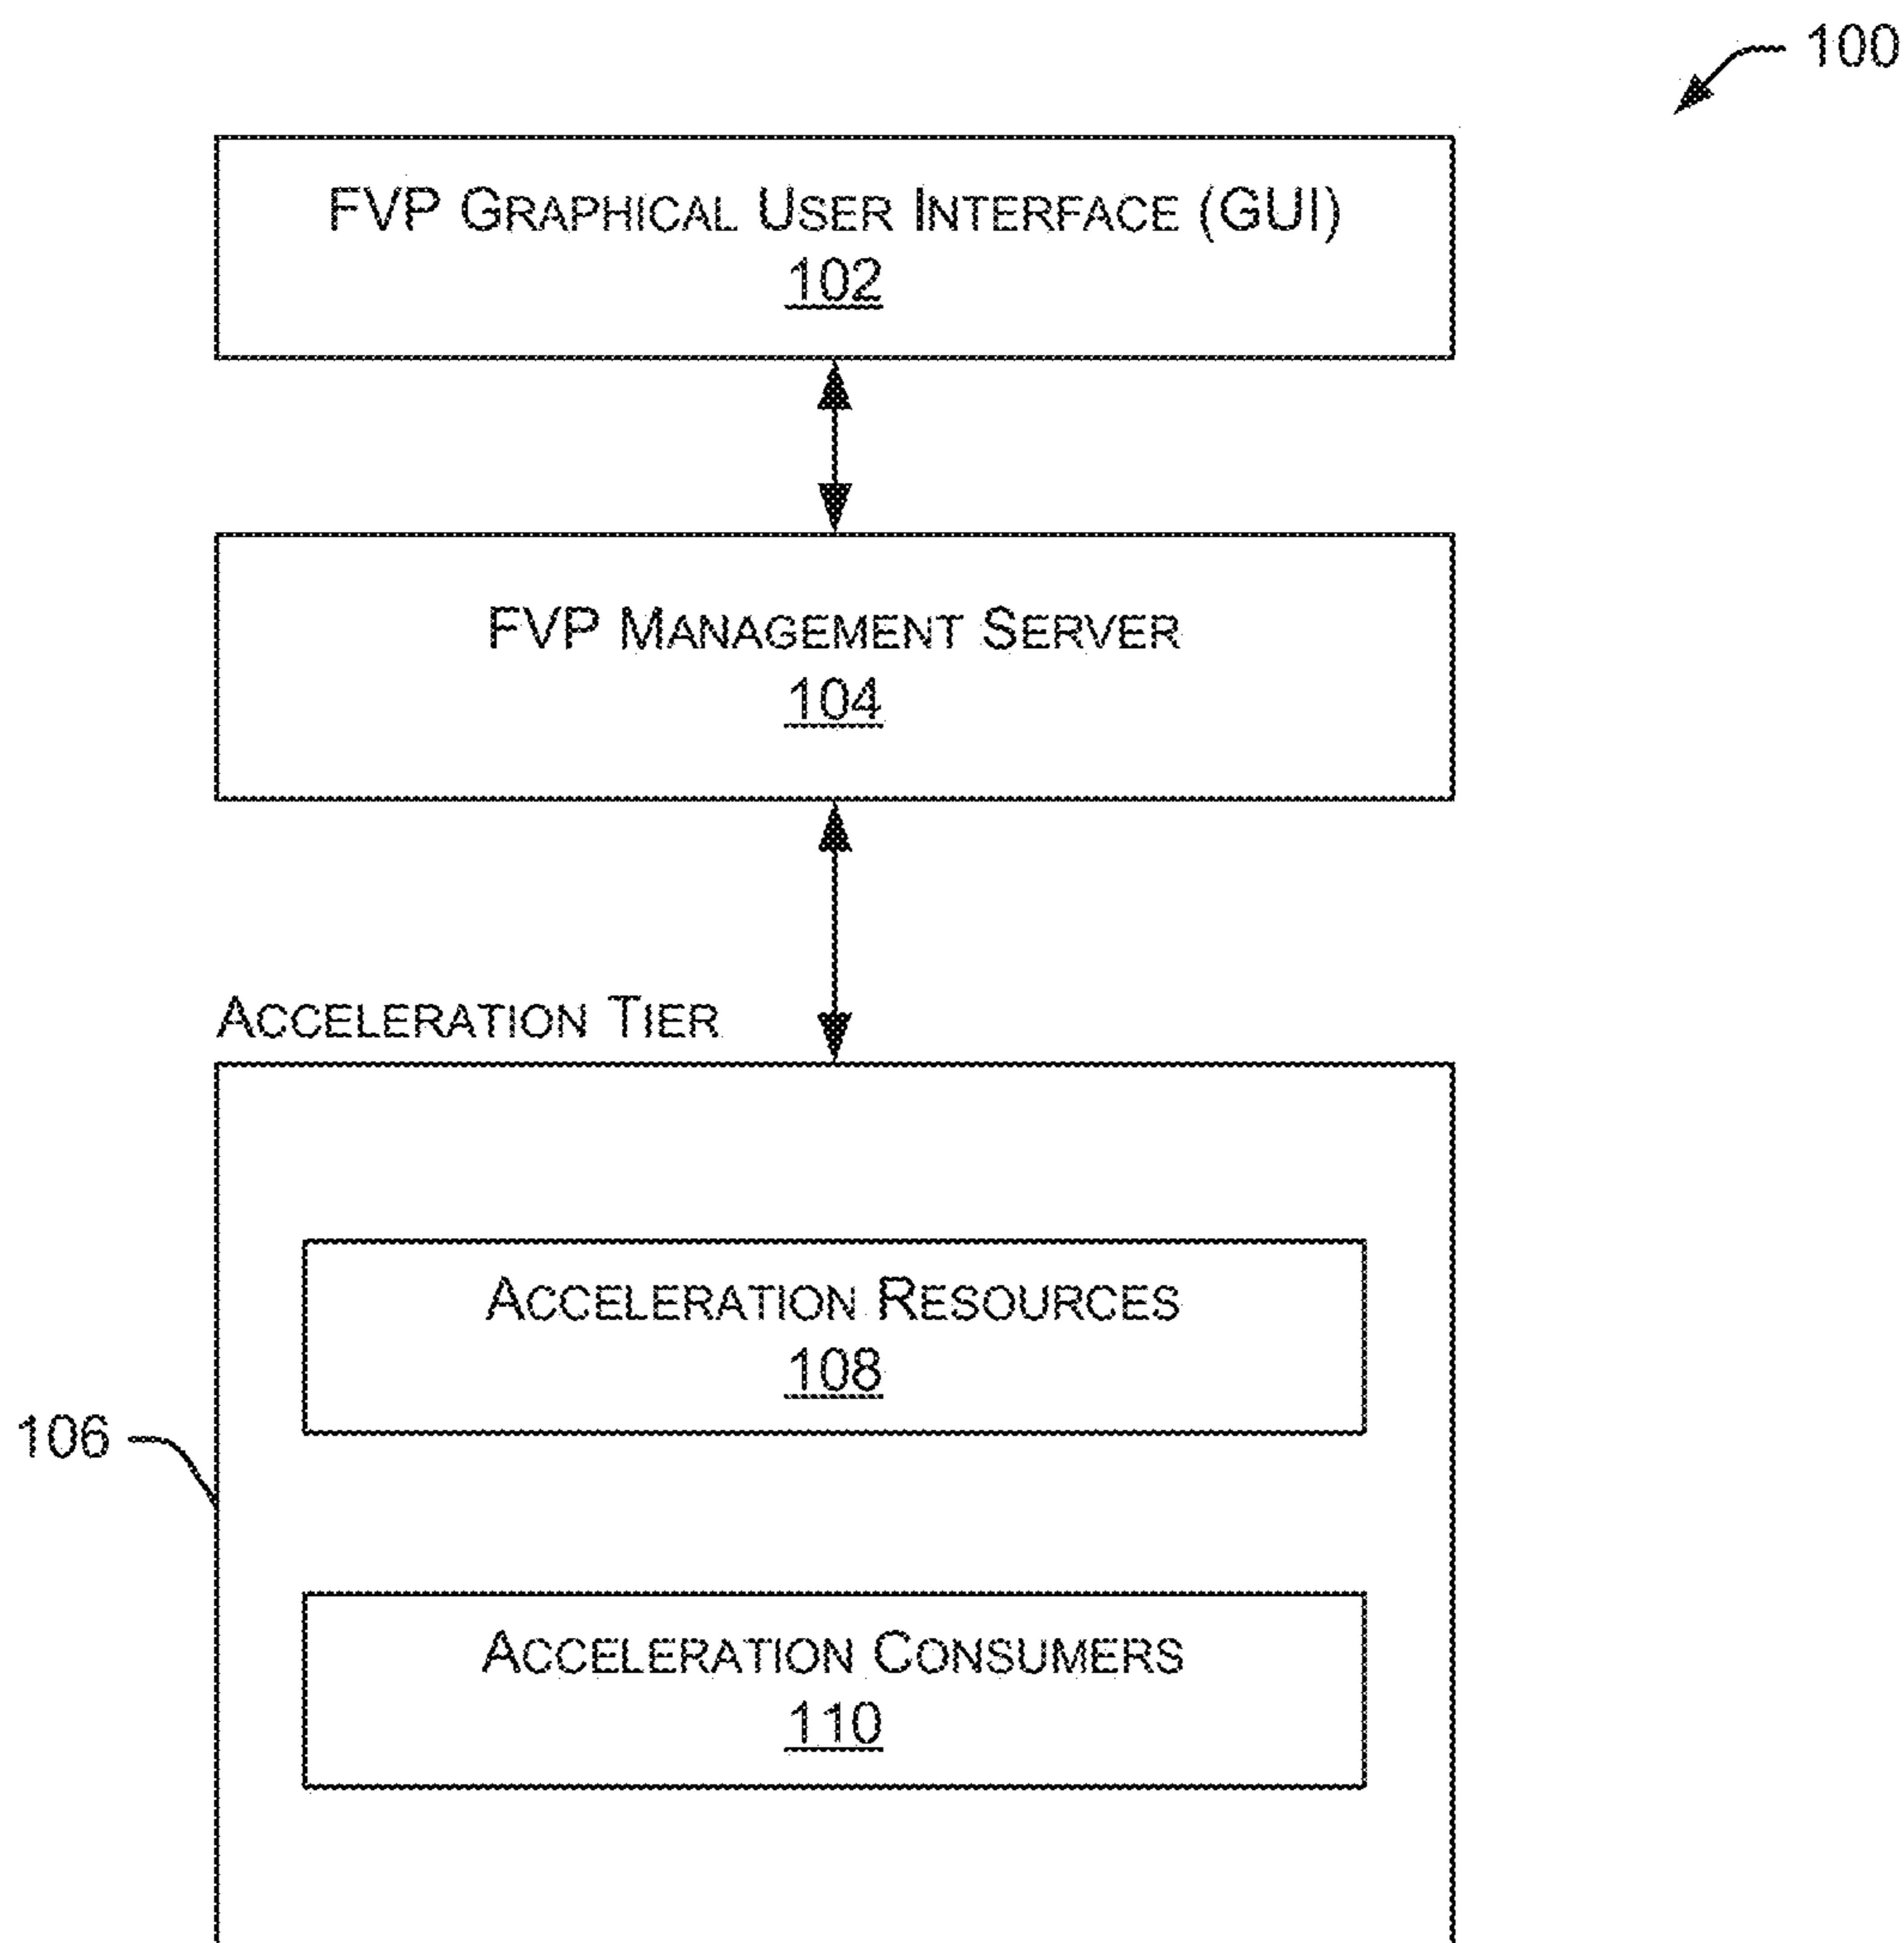 100
FVP GRAPHICAL USER INTERFACE (GUI)
102
FVP MANAGEMENT SERVER
104
ACCELERATION TIER
ACCELERATION RESOURCES
108
106
ACCELERATION CONSUMERS
110